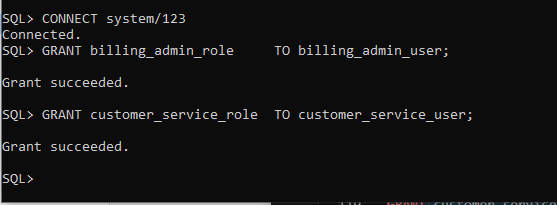 SQL> CONNECT system/123
Connected.
SQL> GRANT billing_admin_role     TO billing_admin_user;
Grant succeeded.
SQL> GRANT customer_service_role  TO customer_service_user;
Grant succeeded.
SQL>